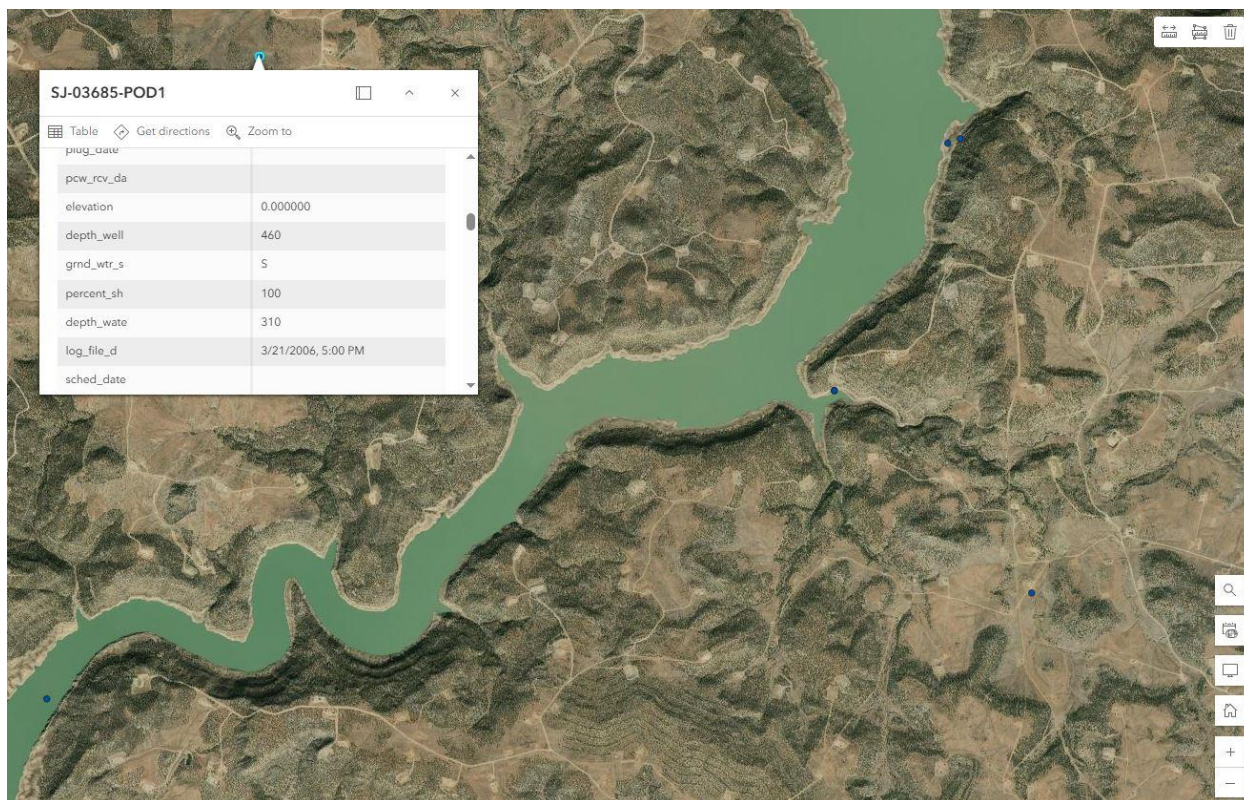 SJ-03685-POD1
Table Get directions Zoom to
plug_date
pcw_rcv_da
elevation 0.000000
depth_well 460
grnd_wtr_s S
percent_sh 100
depth_wate 310
log_file_d 3/21/2006, 5:00 PM
sched_date